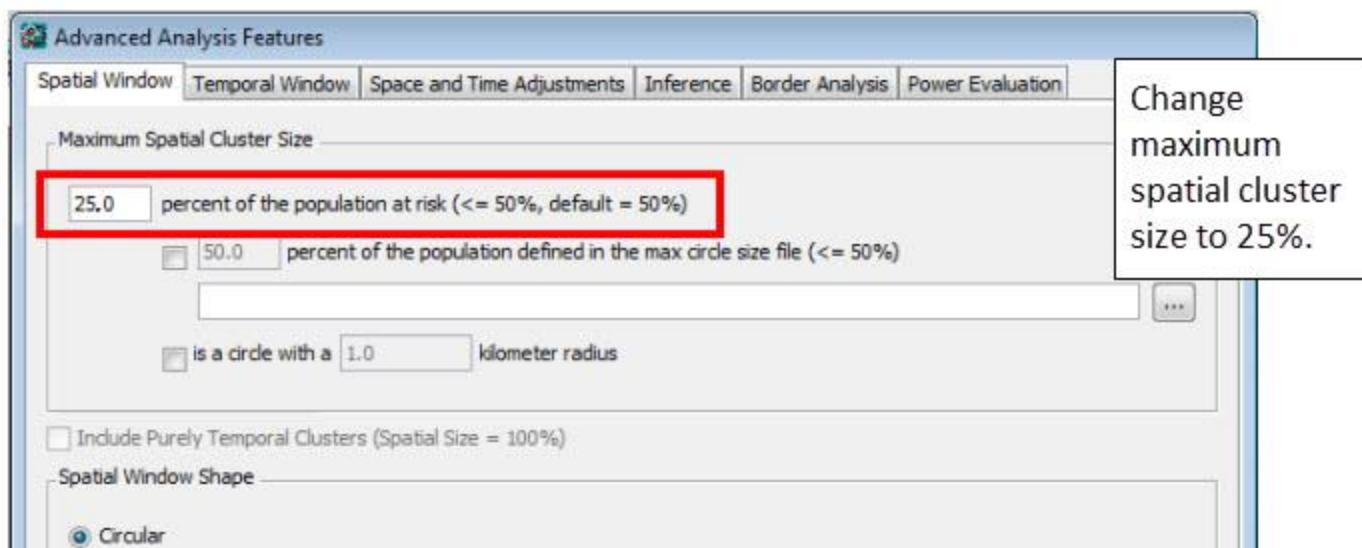 Advanced Analysis Features
Spatial Window Temporal Window Space and Time Adjustments Inference Border Analysis Power Evaluation
Change
maximum
spatial cluster
size to 25%.
Maximum Spatial Cluster Size
25.0 percent of the population at risk (<= 50%, default = 50%)
50.0 percent of the population defined in the max circle size file (<= 50%)
...
is a circle with a 1.0 kilometer radius
Include Purely Temporal Clusters (Spatial Size = 100%)
Spatial Window Shape
Circular